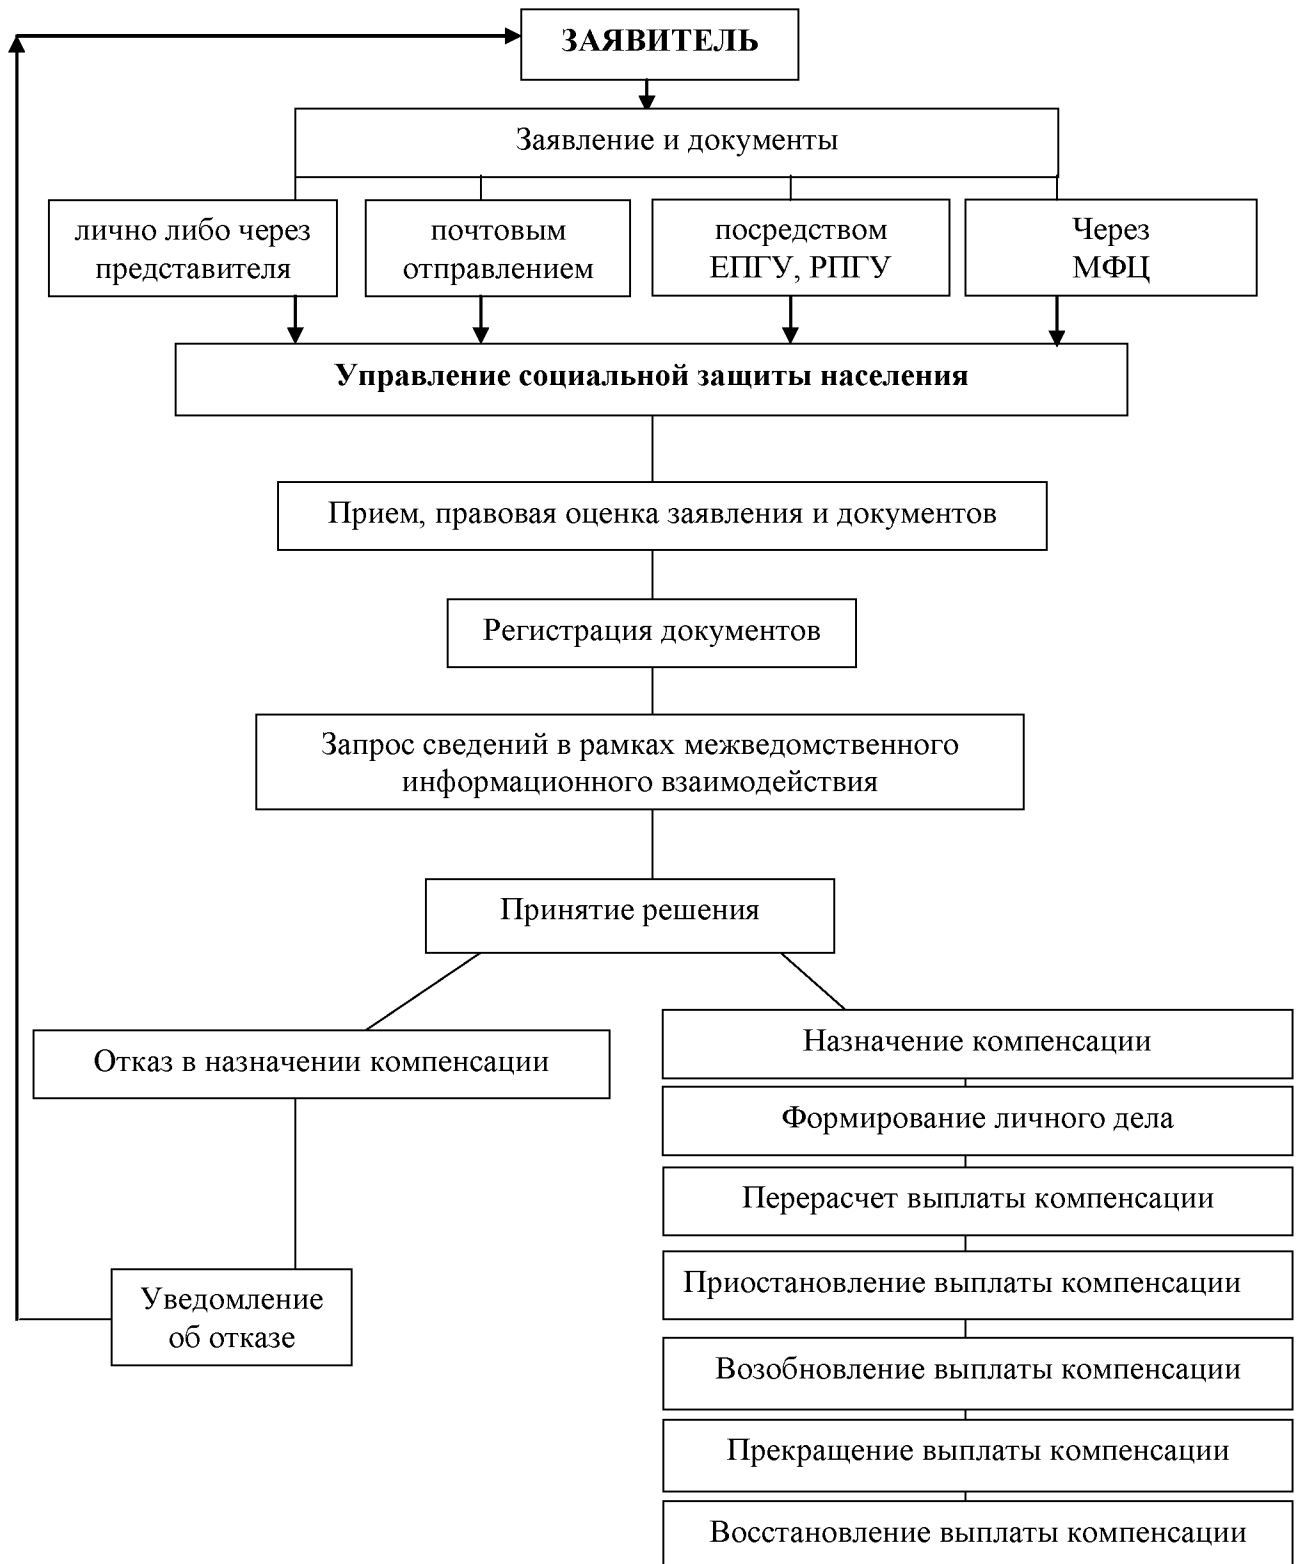 ЗАЯВИТЕЛЬ
Заявление и документы
лично либо через
представителя
почтовым
отправлением
посредством
ЕПГУ, РПГУ
Через
МФЦ
Управление социальной защиты населения
Прием, правовая оценка заявления и документов
Регистрация документов
Запрос сведений в рамках межведомственного
информационного взаимодействия
Принятие решения
Отказ в назначении компенсации
Уведомление
об отказе
Назначение компенсации
Формирование личного дела
Перерасчет выплаты компенсации
Приостановление выплаты компенсации
Возобновление выплаты компенсации
Прекращение выплаты компенсации
Восстановление выплаты компенсации